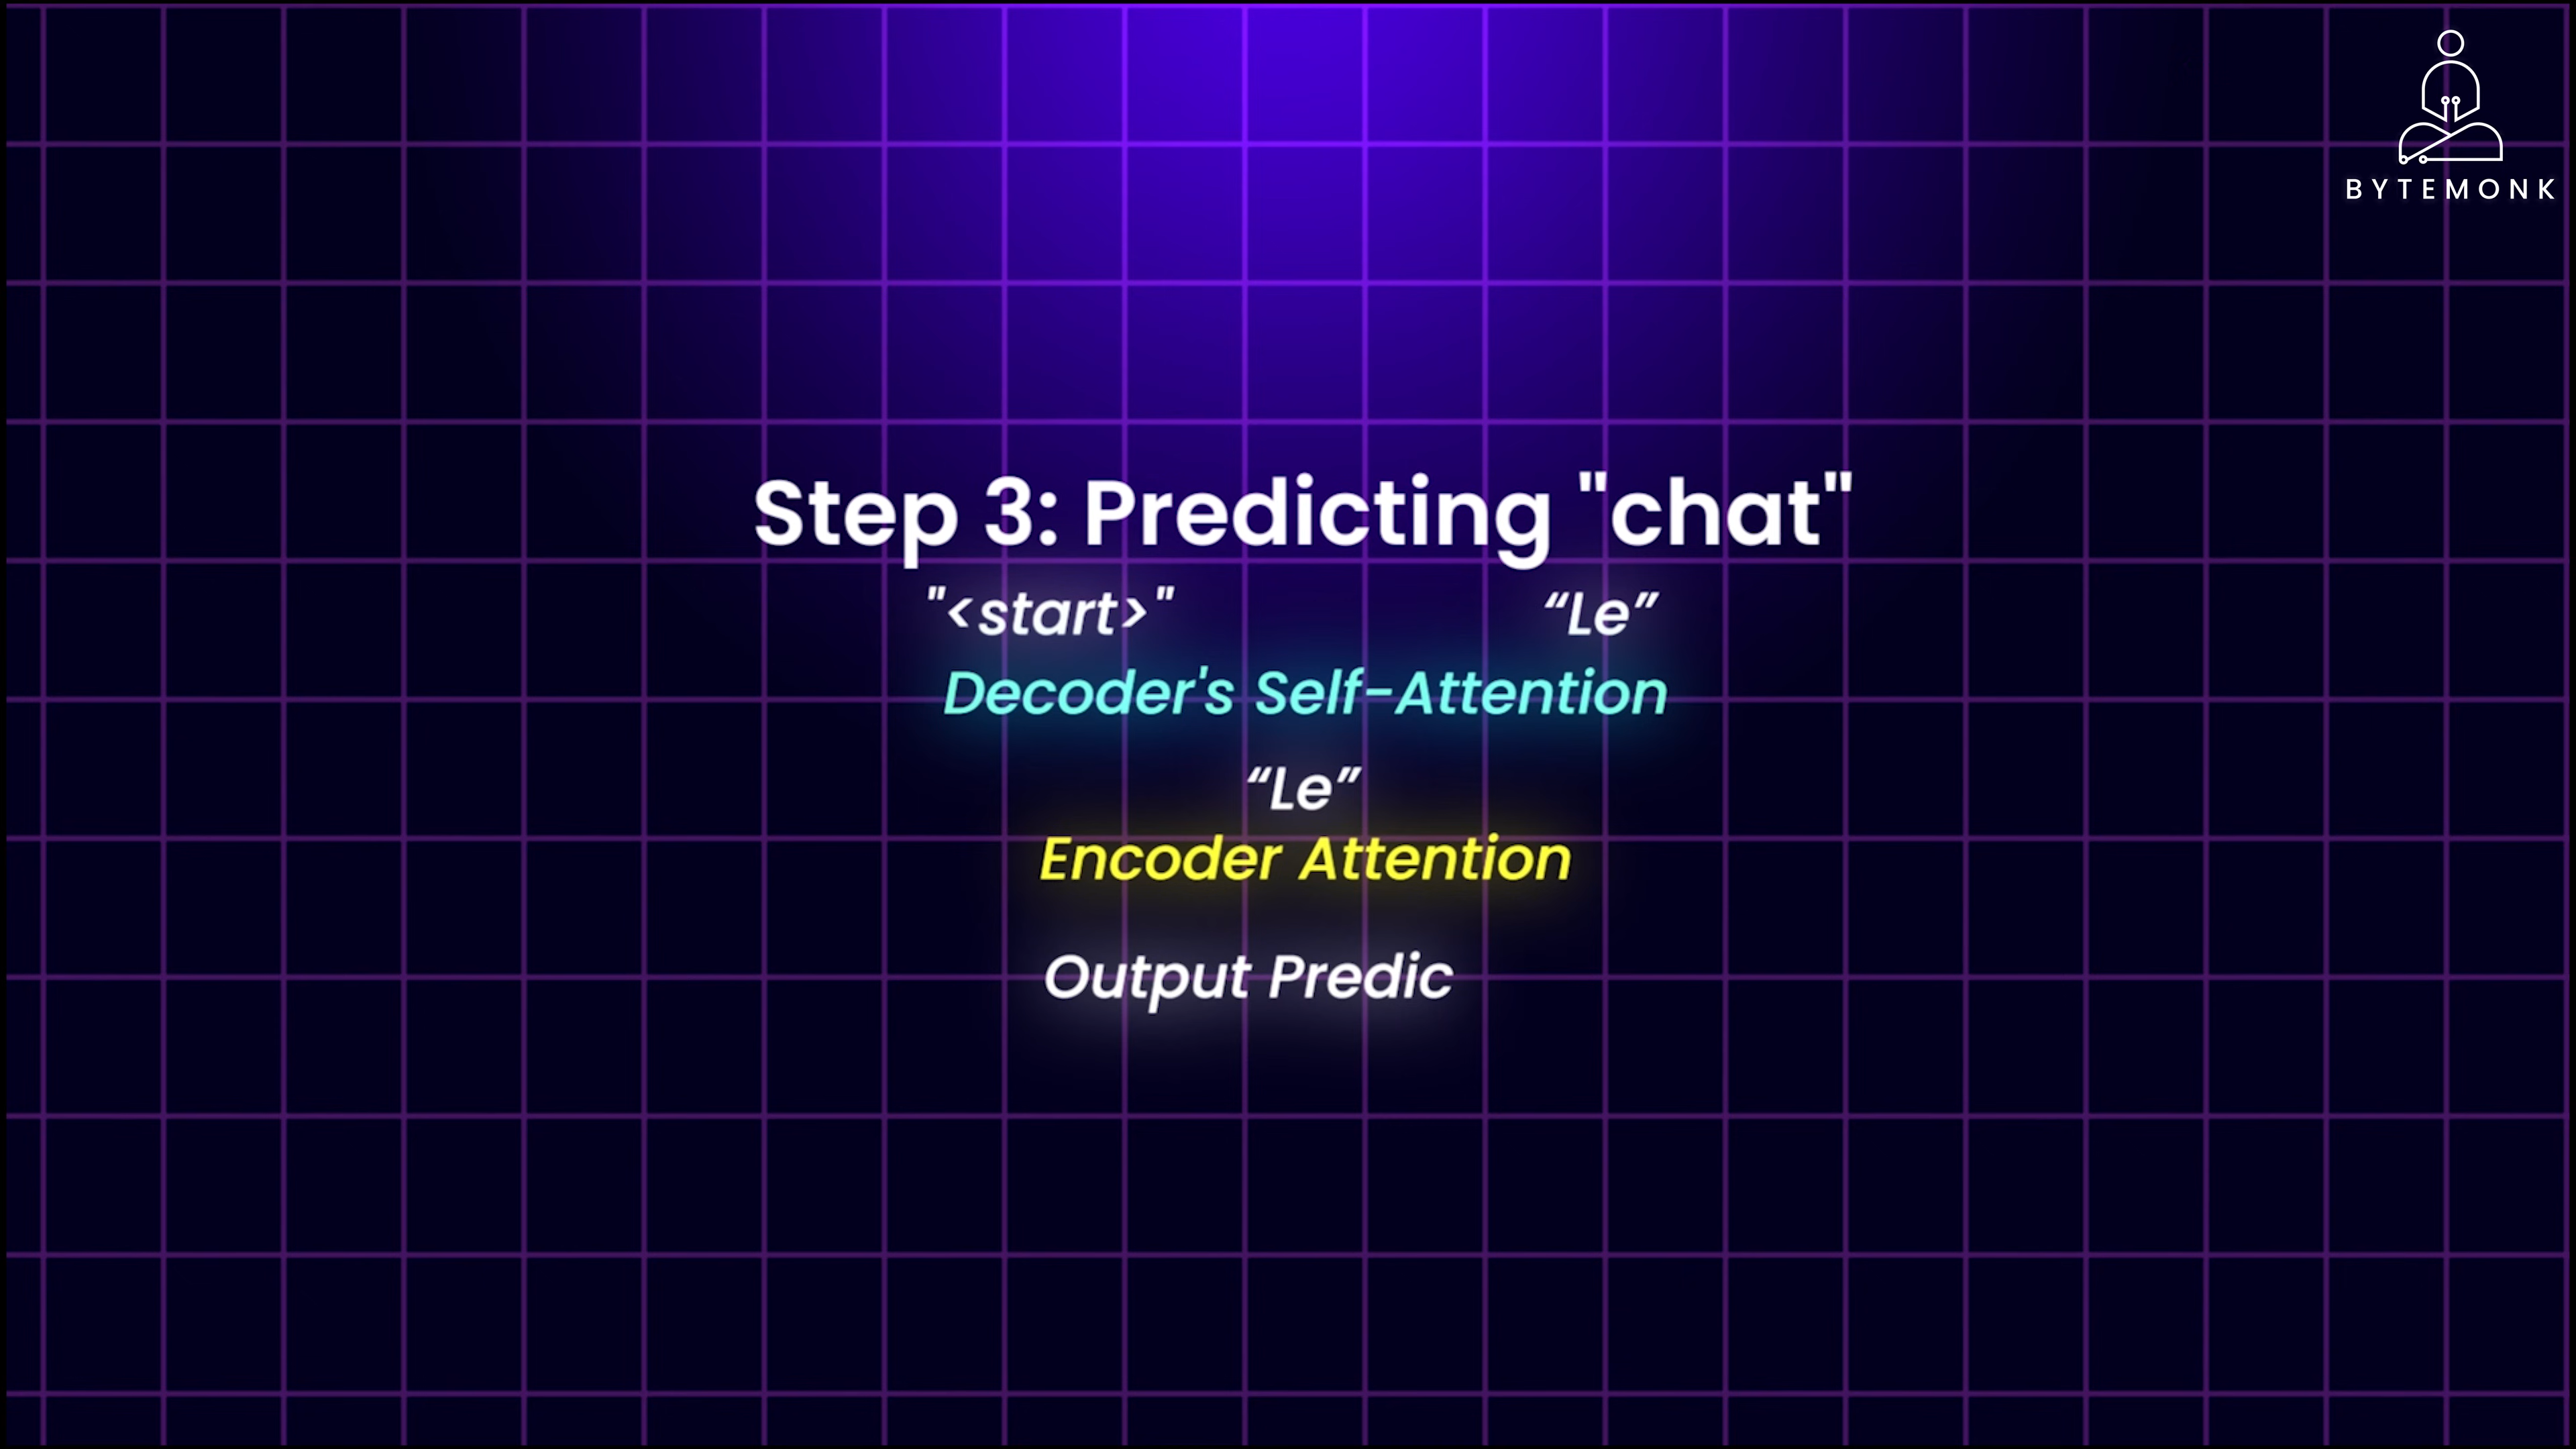 BYTEMONK
Step 3: Predicting "chat"
"<start>" “Le”
Decoder's Self-Attention
“Le”
Encoder Attention
Output Predic